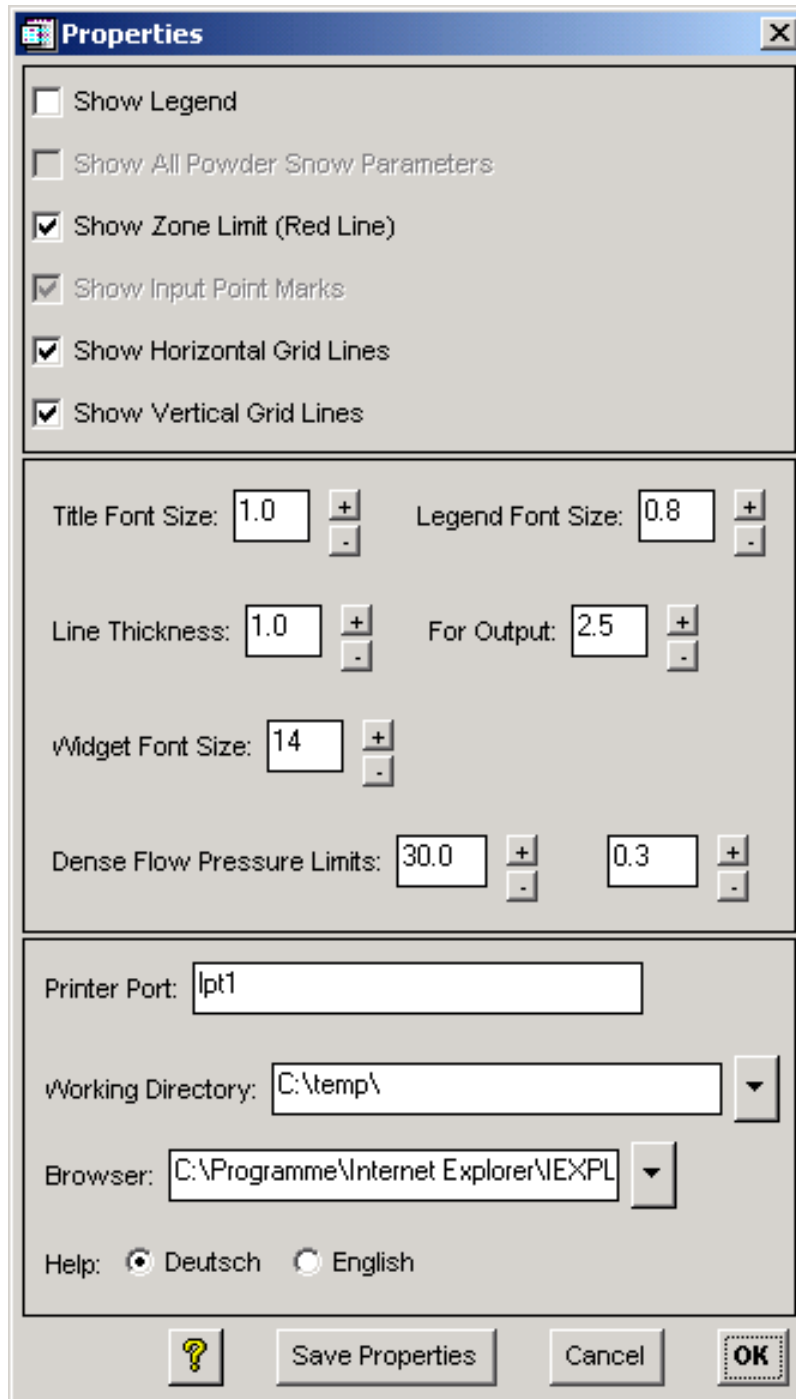 Properties
Show Legend
Show All Powder Snow Parameters
Show Zone Limit (Red Line)
Show Input Point Marks
Show Horizontal Grid Lines
Show Vertical Grid Lines
Title Font Size: 1.0 + - Legend Font Size: 0.8 + -
Line Thickness: 1.0 + - For Output: 2.5 + -
Widget Font Size: 14 + -
Dense Flow Pressure Limits: 30.0 + - 0.3 + -
Printer Port: lpt1
Working Directory: C:\temp\
Browser: C:\Programme\Internet Explorer\IEXPL
Help: Deutsch English
? Save Properties Cancel OK